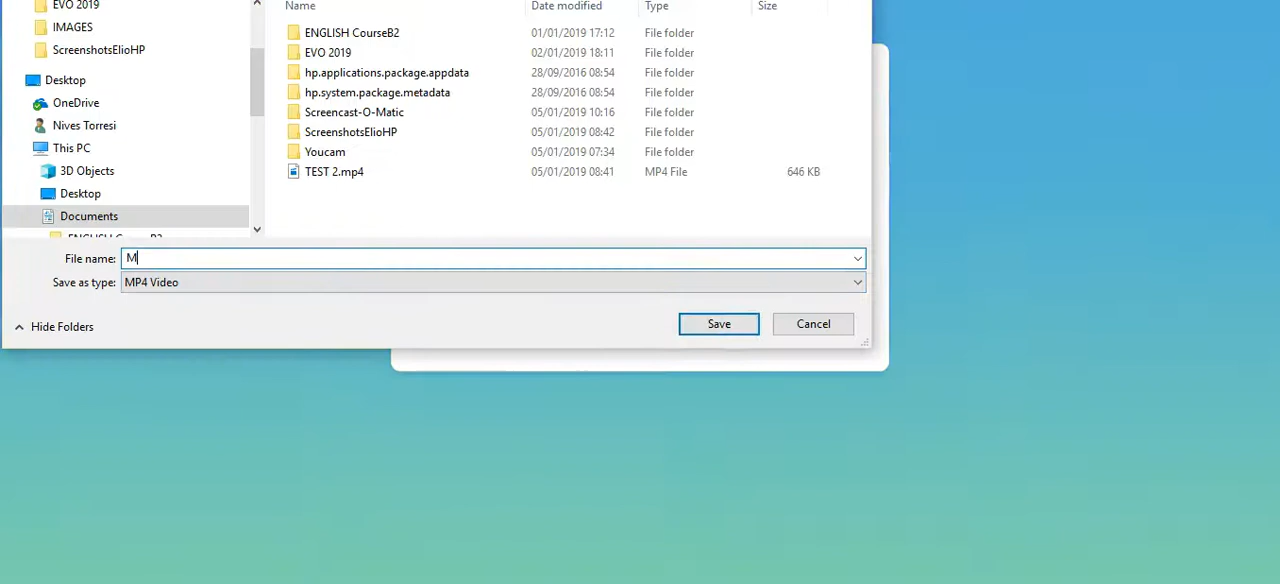 EVO 2019
IMAGES
ScreenshotsElioHP
Desktop
OneDrive
Nives Torresi
This PC
3D Objects
Desktop
Documents
ENGLISH CourseB2
Name Date modified Type Size
ENGLISH CourseB2 01/01/2019 17:12 File folder
EVO 2019 02/01/2019 18:11 File folder
hp.applications.package.appdata 28/09/2016 08:54 File folder
hp.system.package.metadata 28/09/2016 08:54 File folder
Screencast-O-Matic 05/01/2019 10:16 File folder
ScreenshotsElioHP 05/01/2019 08:42 File folder
Youcam 05/01/2019 07:34 File folder
TEST 2.mp4 05/01/2019 08:41 MP4 File 646 KB
File name: M
Save as type: MP4 Video
Hide Folders Save Cancel